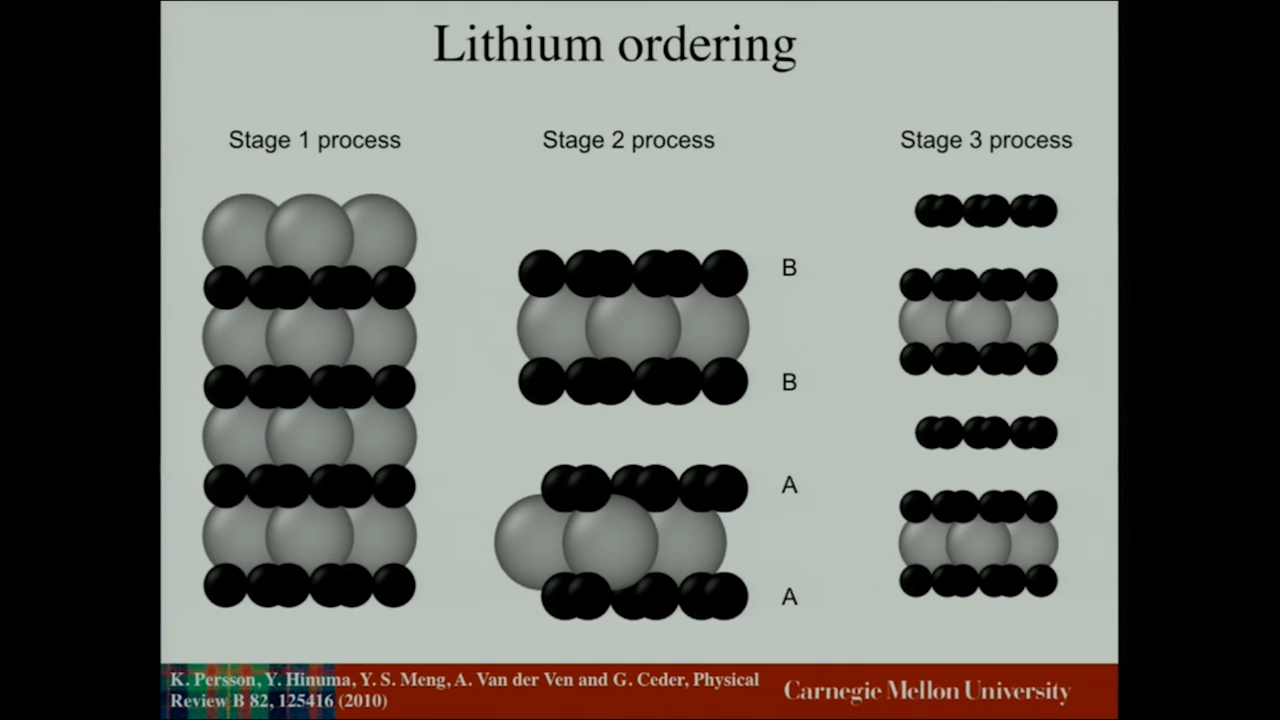 Lithium ordering
Stage 1 process
Stage 2 process
Stage 3 process
B
B
A
A
K. Persson, Y. Hinuma, Y. S. Meng, A. Van der Ven and G. Ceder, Physical
Review B 82, 125416 (2010)
Carnegie Mellon University